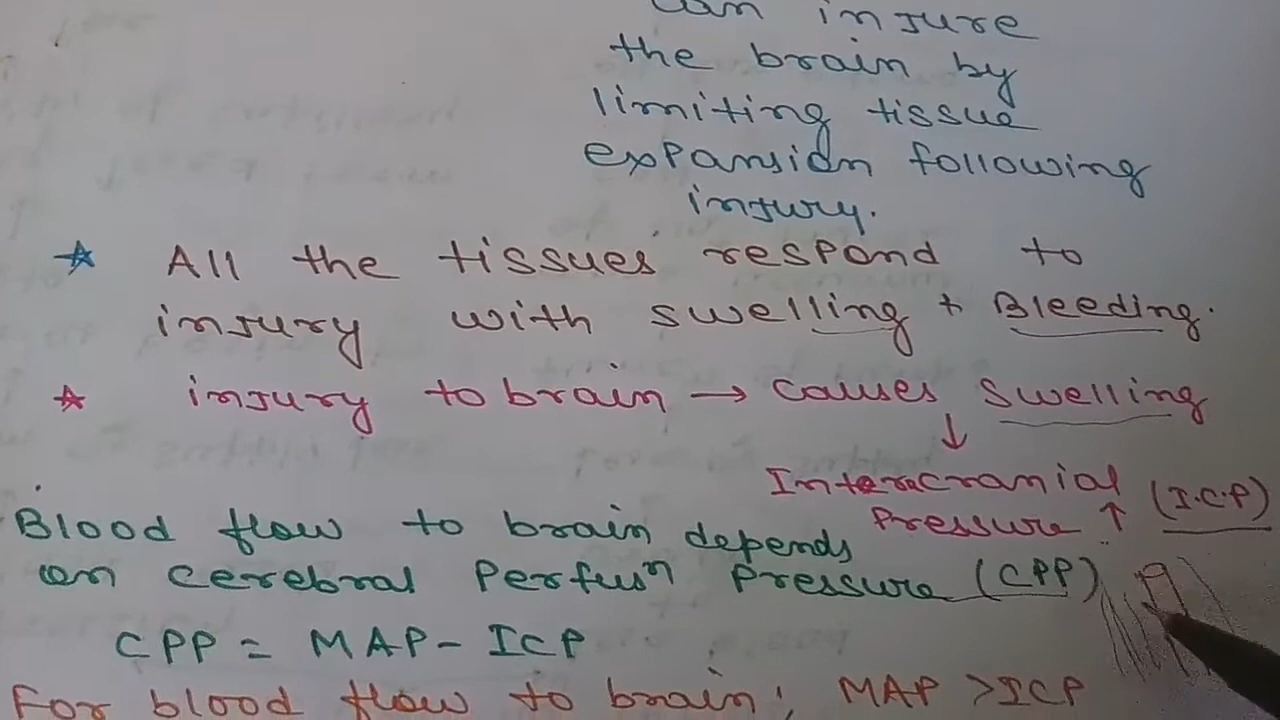 can injure
the brain by
limiting tissue
expansion following
injury.
☆ All the tissues respond to
injury with swelling + Bleeding.
☆ injury to brain → causes swelling
↓
Interacranial
Pressure ↑ (I.C.P)
Blood flow to brain depends
on cerebral Perfusⁿ Pressure (CPP)
CPP = MAP - ICP
For blood flow to brain; MAP > ICP